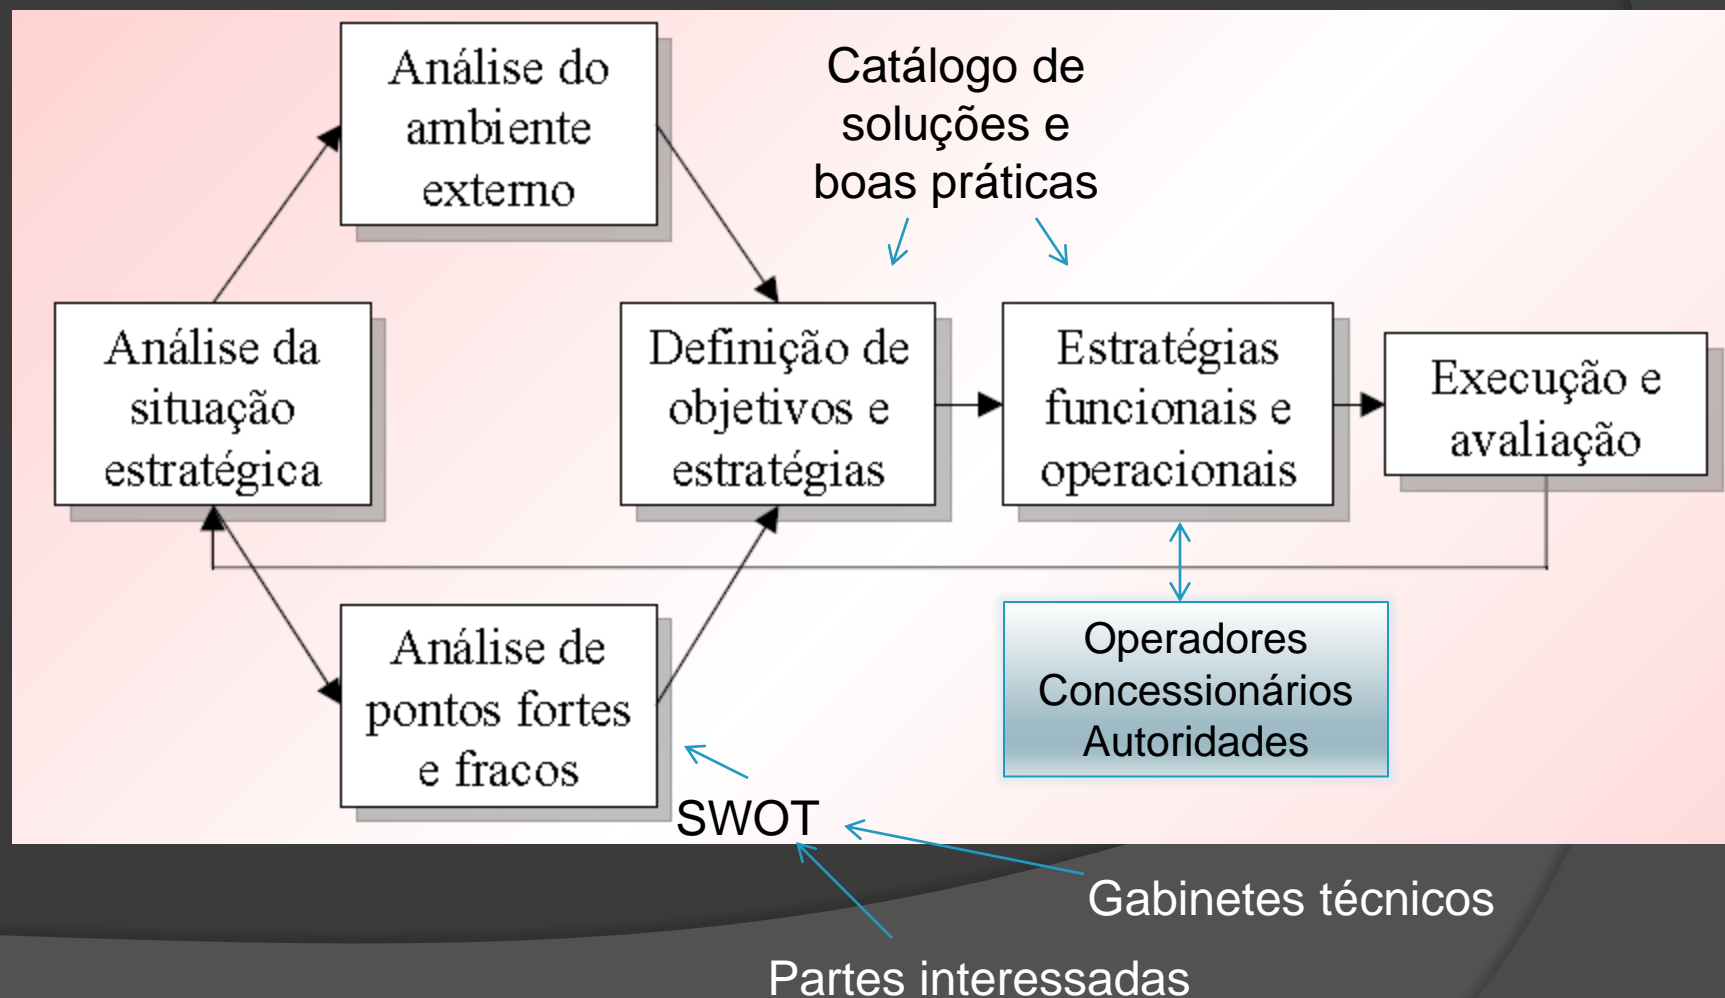 Análise do
ambiente
externo
Catálogo de
soluções e
boas práticas
Análise da
situação
estratégica
Definição de
objetivos e
estratégias
Estratégias
funcionais e
operacionais
Execução e
avaliação
Análise de
pontos fortes
e fracos
Operadores
Concessionários
Autoridades
SWOT
Gabinetes técnicos
Partes interessadas